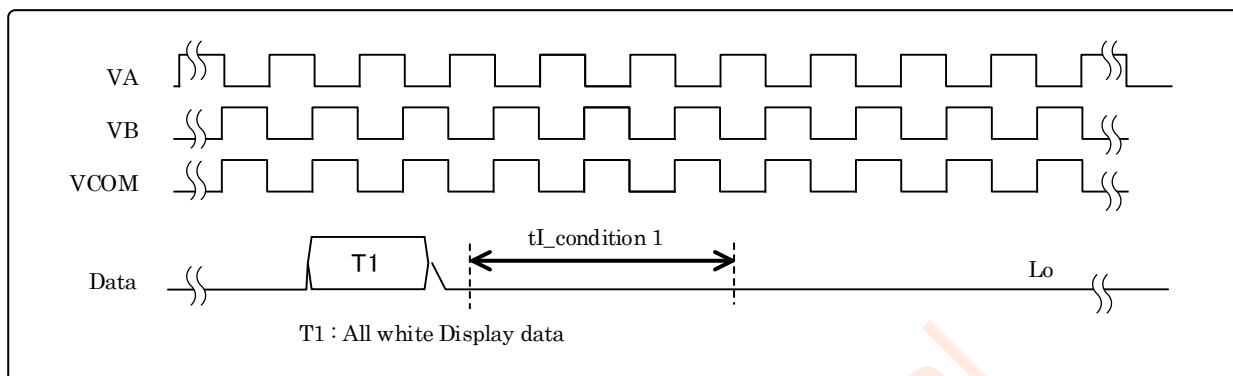 VA
VB
VCOM
tI_condition 1
T1
Data
Lo
T1 : All white Display data